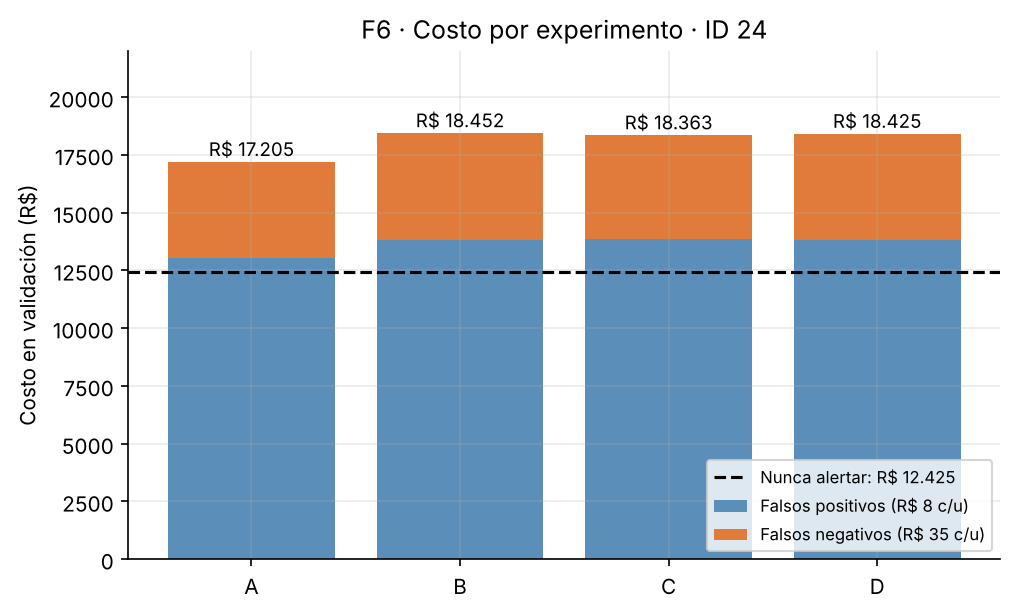 F6 · Costo por experimento · ID 24
Costo en validación (R$)
20000
17500
15000
12500
10000
7500
5000
2500
0
R$ 17.205
R$ 18.452
R$ 18.363
R$ 18.425
Nunca alertar: R$ 12.425
Falsos positivos (R$ 8 c/u)
Falsos negativos (R$ 35 c/u)
A
B
C
D